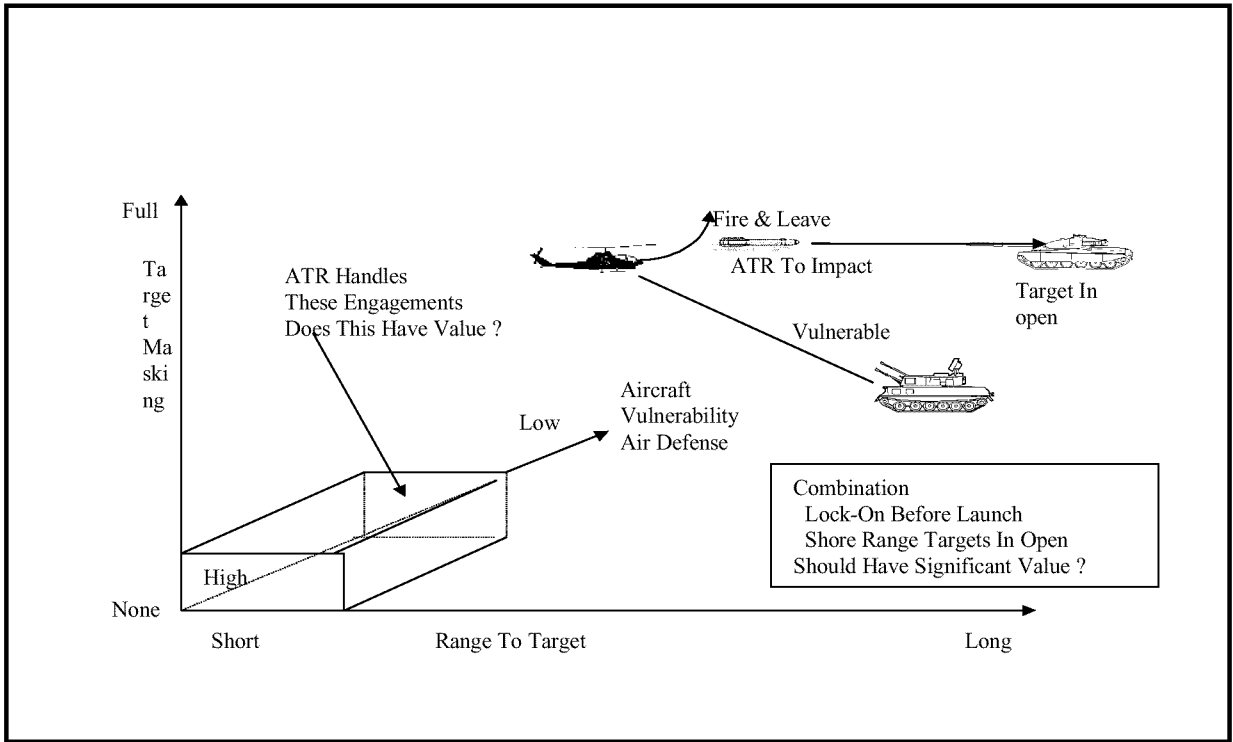 Full
Ta
rge
t
Ma
ski
ng
None
ATR Handles
These Engagements
Does This Have Value ?
Fire & Leave
ATR To Impact
Target In
open
Vulnerable
Low
Aircraft
Vulnerability
Air Defense
High
Combination
Lock-On Before Launch
Shore Range Targets In Open
Should Have Significant Value ?
Short
Range To Target
Long